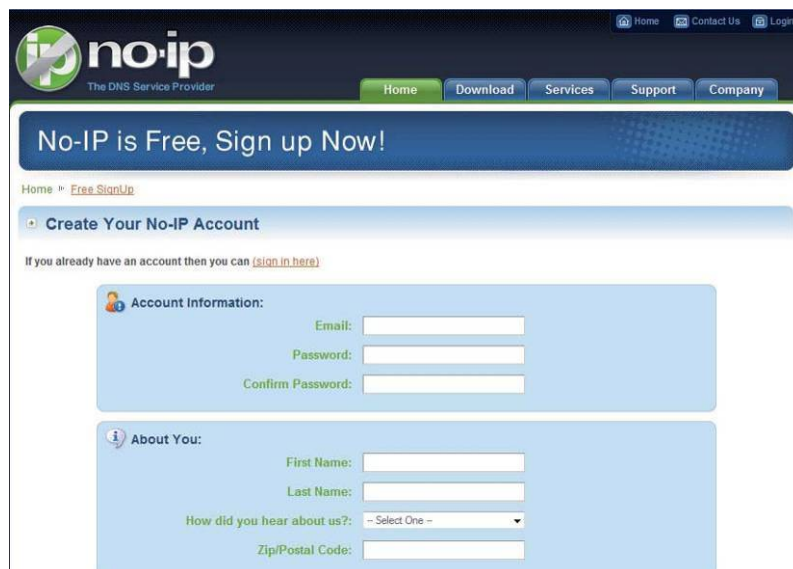 Home Contact Us Login
ip no·ip
The DNS Service Provider
Home Download Services Support Company
No-IP is Free, Sign up Now!
Home Free SignUp
Create Your No-IP Account
If you already have an account then you can (sign in here)
Account Information:
Email:
Password:
Confirm Password:
About You:
First Name:
Last Name:
How did you hear about us?: -- Select One --
Zip/Postal Code: